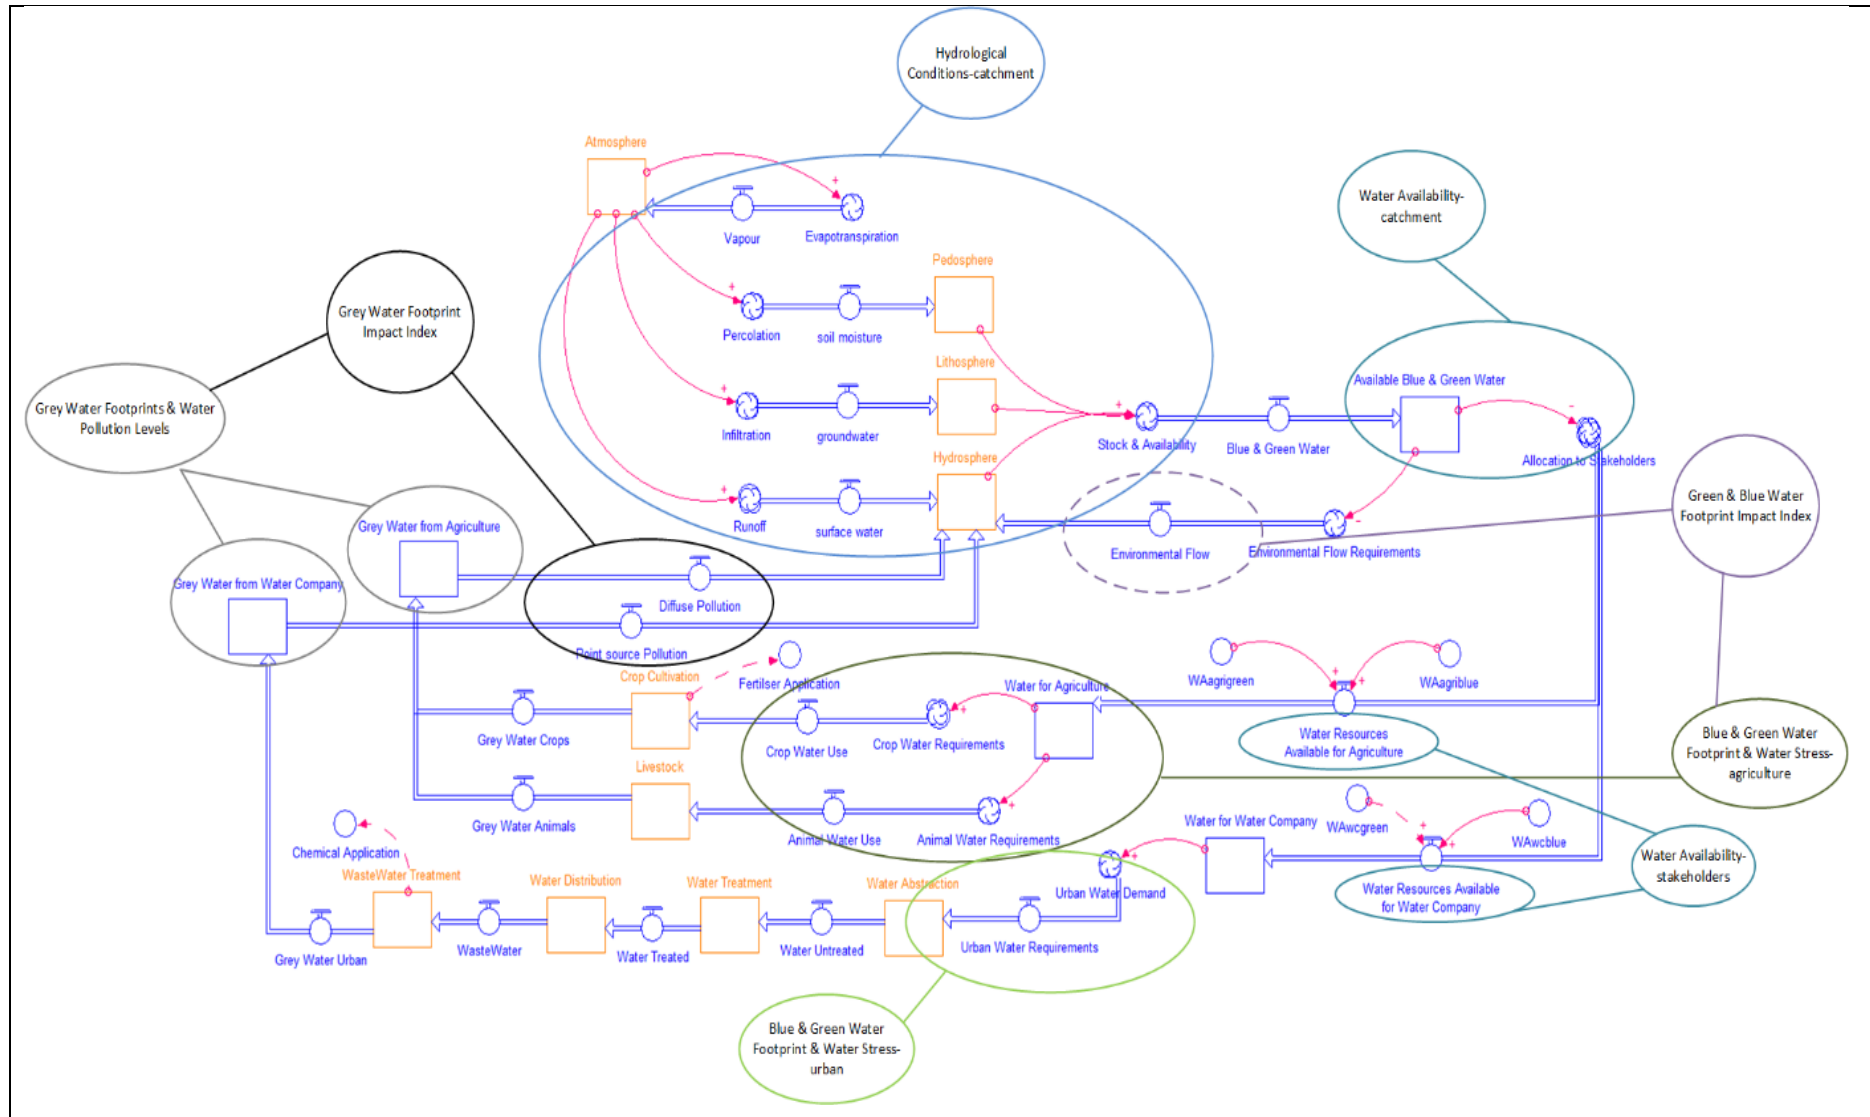 Hydrological
Conditions-catchment
Atmosphere
Water Availability-
catchment
Vapour
Evapotranspiration
Pedosphere
Grey Water Footprint
Impact Index
Percolation
soil moisture
Lithosphere
Available Blue & Green Water
Grey Water Footprints & Water
Pollution Levels
Infiltration
groundwater
Stock & Availability
Blue & Green Water
Allocation to Stakeholders
Hydrosphere
Green & Blue Water
Footprint Impact Index
Runoff
surface water
Grey Water from Agriculture
Environmental Flow
Environmental Flow Requirements
Grey Water from Water Company
Diffuse Pollution
Point source Pollution
Crop Cultivation
Fertilser Application
Water for Agriculture
WAagrigreen
WAagriblue
Grey Water Crops
Crop Water Use
Crop Water Requirements
Water Resources
Available for Agriculture
Blue & Green Water
Footprint & Water Stress-
agriculture
Livestock
Grey Water Animals
Animal Water Use
Animal Water Requirements
Water for Water Company
WAwcgreen
WAwcblue
Chemical Application
WasteWater Treatment
Water Distribution
Water Treatment
Water Abstraction
Urban Water Demand
Water Resources Available
for Water Company
Water Availability-
stakeholders
Grey Water Urban
WasteWater
Water Treated
Water Untreated
Urban Water Requirements
Blue & Green Water
Footprint & Water Stress-
urban